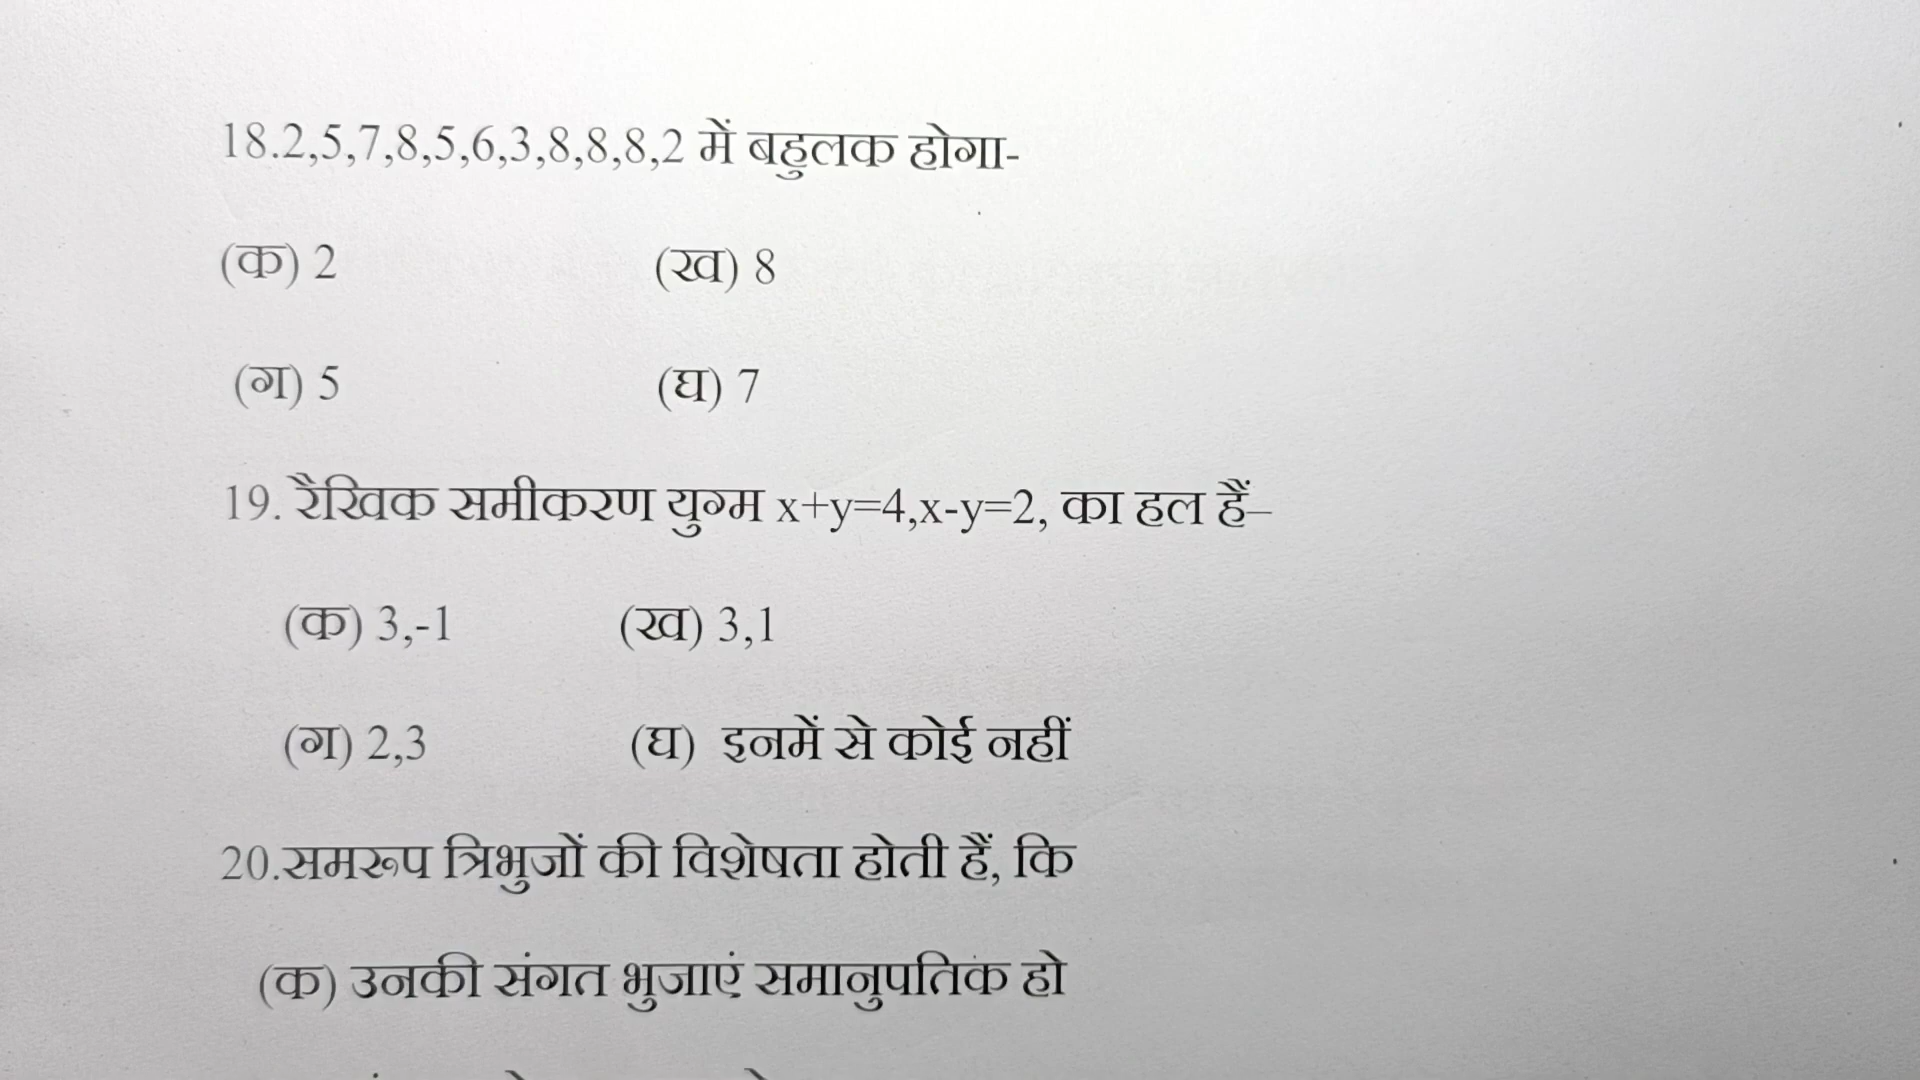 18.2,5,7,8,5,6,3,8,8,8,2 में बहुलक होगा-
(क) 2 (ख) 8
(ग) 5 (घ) 7
19. रैखिक समीकरण युग्म x+y=4,x-y=2, का हल हैं–
(क) 3,-1 (ख) 3,1
(ग) 2,3 (घ) इनमें से कोई नहीं
20.समरूप त्रिभुजों की विशेषता होती हैं, कि
(क) उनकी संगत भुजाएं समानुपतिक हो